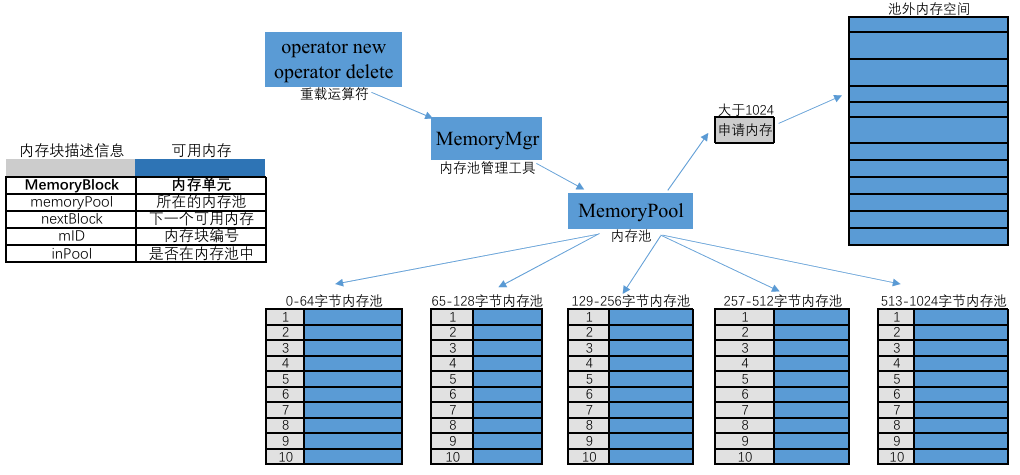 池外内存空间
operator new
operator delete
重载运算符
大于1024
申请内存
MemoryMgr
内存池管理工具
内存块描述信息 可用内存
MemoryBlock 内存单元
memoryPool 所在的内存池
nextBlock 下一个可用内存
mID 内存块编号
inPool 是否在内存池中
MemoryPool
内存池
0-64字节内存池 65-128字节内存池 129-256字节内存池 257-512字节内存池 513-1024字节内存池
1 1 1 1 1
2 2 2 2 2
3 3 3 3 3
4 4 4 4 4
5 5 5 5 5
6 6 6 6 6
7 7 7 7 7
8 8 8 8 8
9 9 9 9 9
10 10 10 10 10